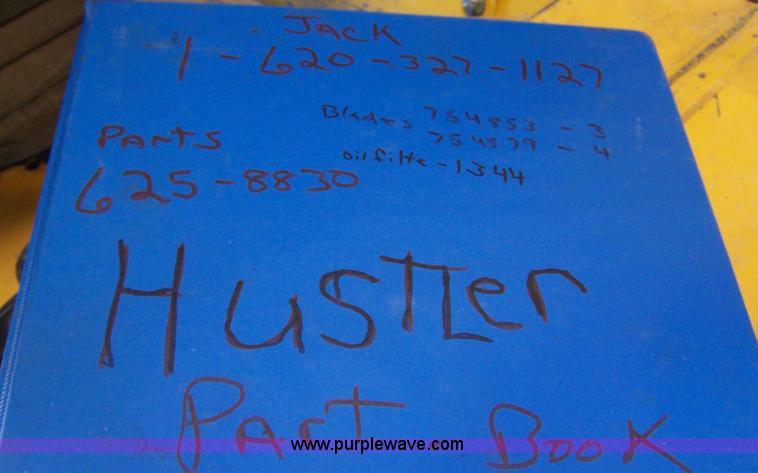 JACK
1-620-327-1127
Blades 754853 - 3
754879 - 4
PARTS
oil filte - 1344
625-8830
HusTLer
PArt Book
www.purplewave.com